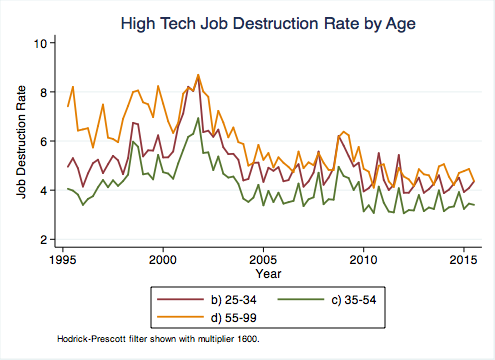 High Tech Job Destruction Rate by Age
10
8
6
4
2
Job Destruction Rate
1995
2000
2005
2010
2015
Year
b) 25-34
c) 35-54
d) 55-99
Hodrick-Prescott filter shown with multiplier 1600.